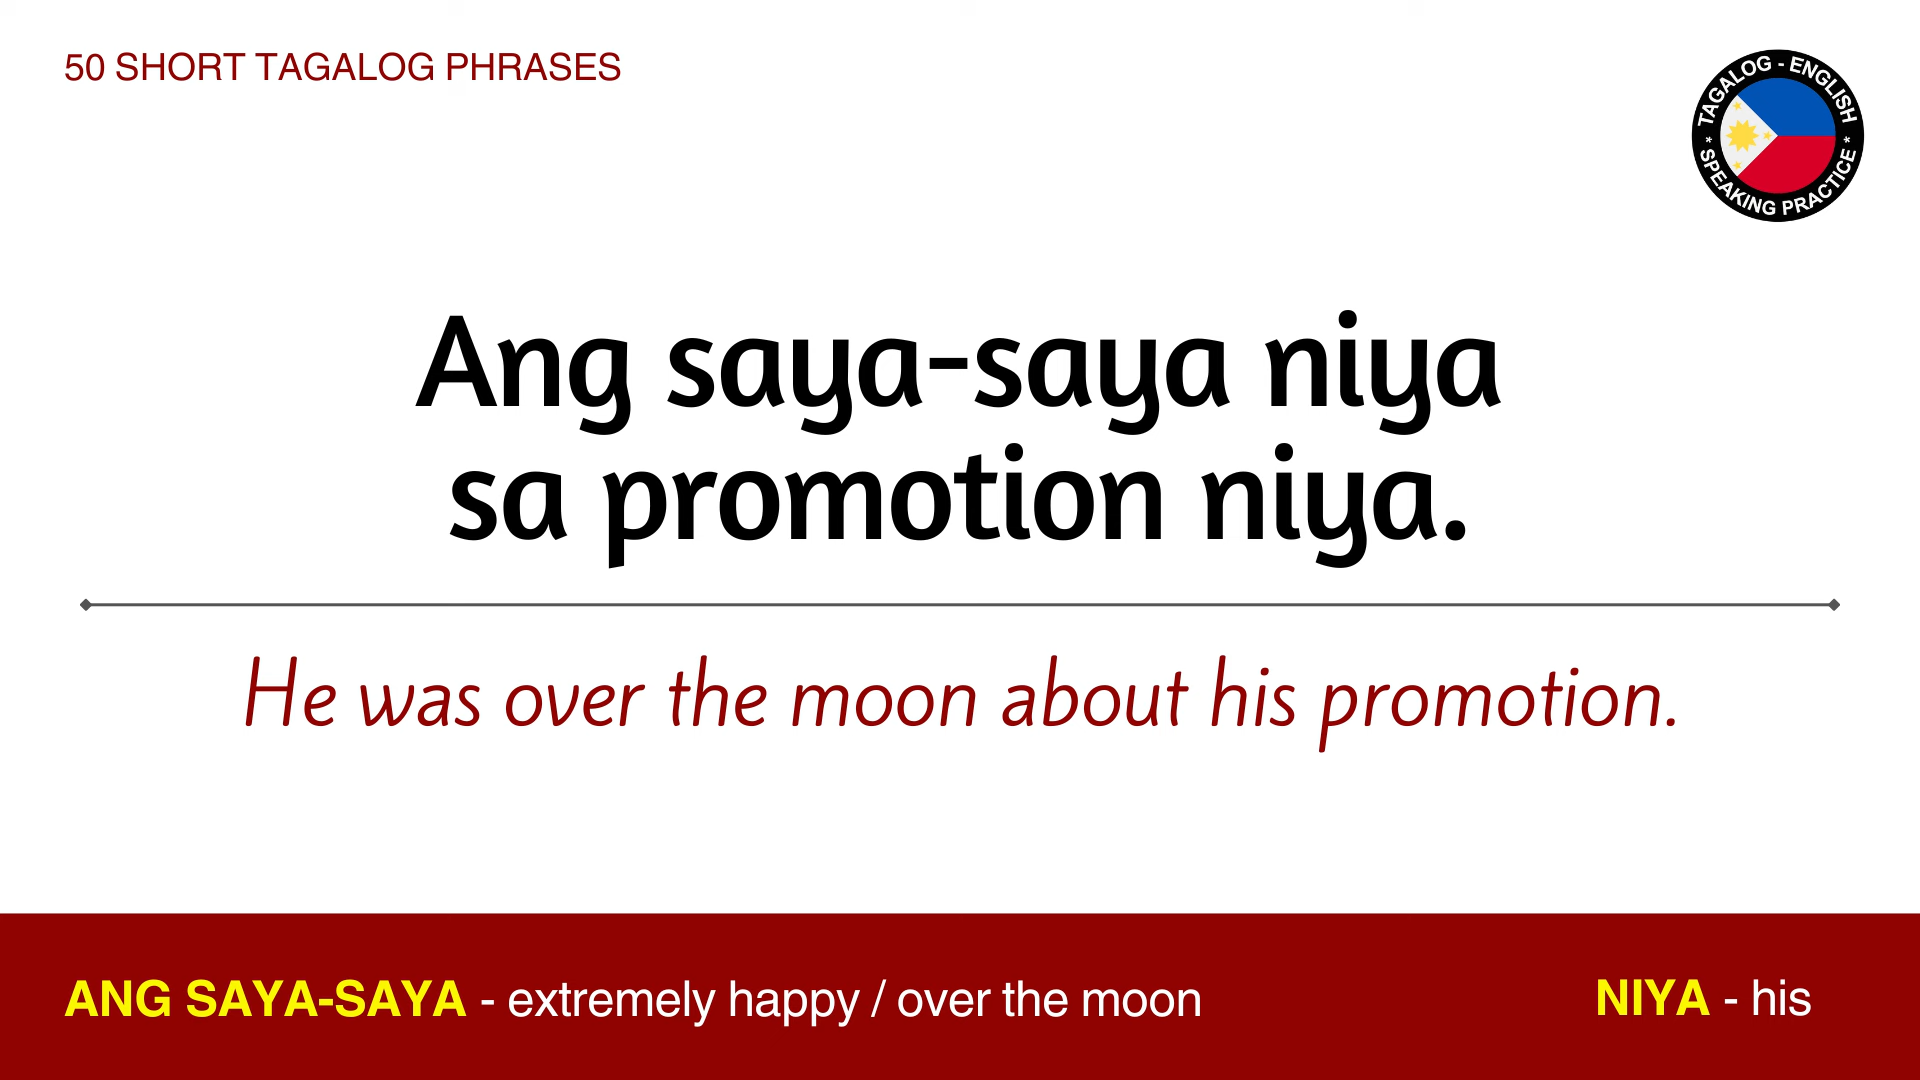 50 SHORT TAGALOG PHRASES
TAGALOG - ENGLISH
* SPEAKING PRACTICE *
Ang saya-saya niya
sa promotion niya.
He was over the moon about his promotion.
ANG SAYA-SAYA - extremely happy / over the moon
NIYA - his